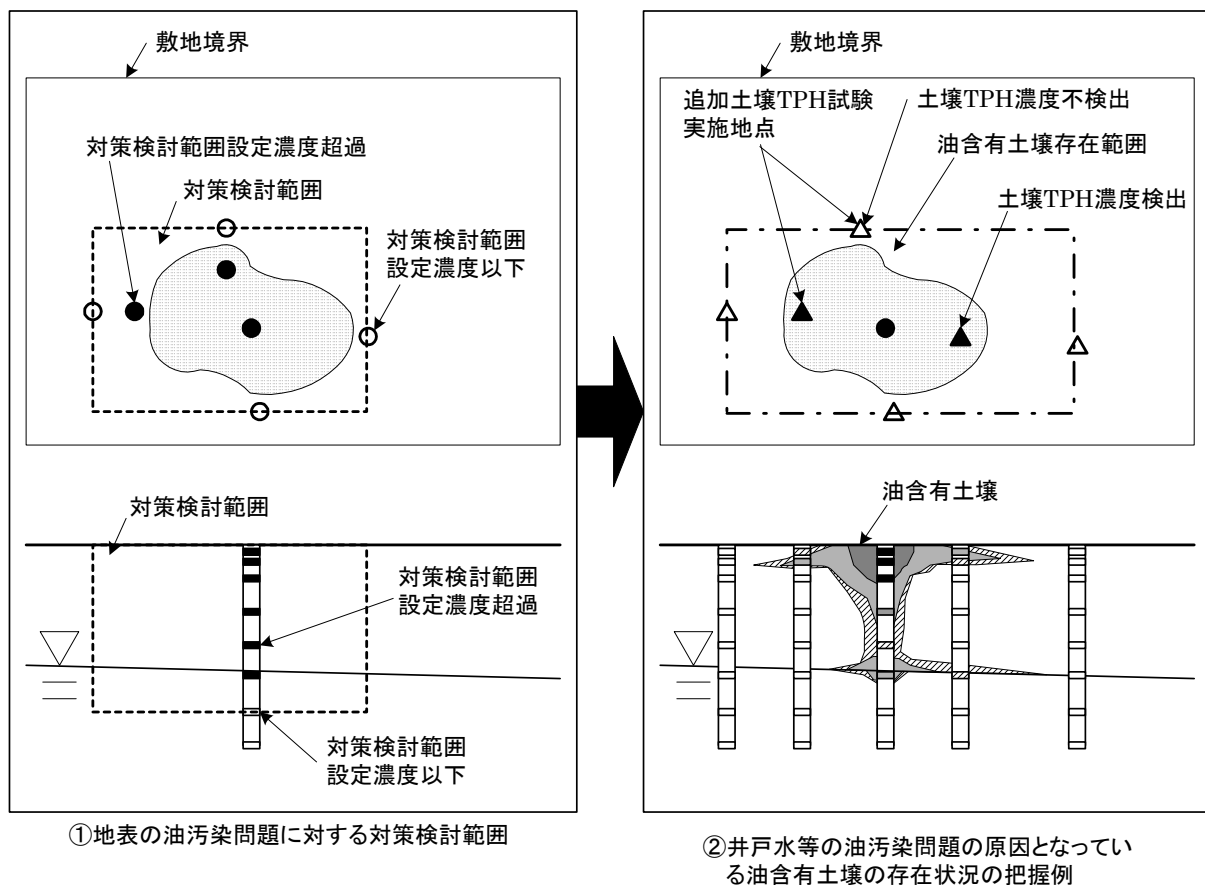 敷地境界
対策検討範囲設定濃度超過
対策検討範囲
対策検討範囲
設定濃度以下
対策検討範囲
対策検討範囲
設定濃度超過
対策検討範囲
設定濃度以下
①地表の油汚染問題に対する対策検討範囲
敷地境界
追加土壌TPH試験
実施地点
土壌TPH濃度不検出
油含有土壌存在範囲
土壌TPH濃度検出
油含有土壌
②井戸水等の油汚染問題の原因となってい
る油含有土壌の存在状況の把握例